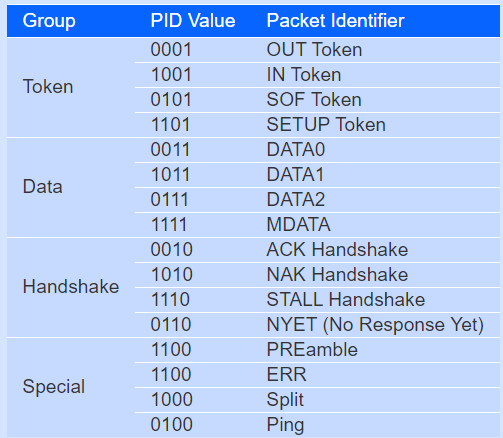 Group PID Value Packet Identifier
0001 OUT Token
1001 IN Token
Token
0101 SOF Token
1101 SETUP Token
0011 DATA0
1011 DATA1
Data
0111 DATA2
1111 MDATA
0010 ACK Handshake
1010 NAK Handshake
Handshake
1110 STALL Handshake
0110 NYET (No Response Yet)
1100 PREamble
1100 ERR
Special
1000 Split
0100 Ping